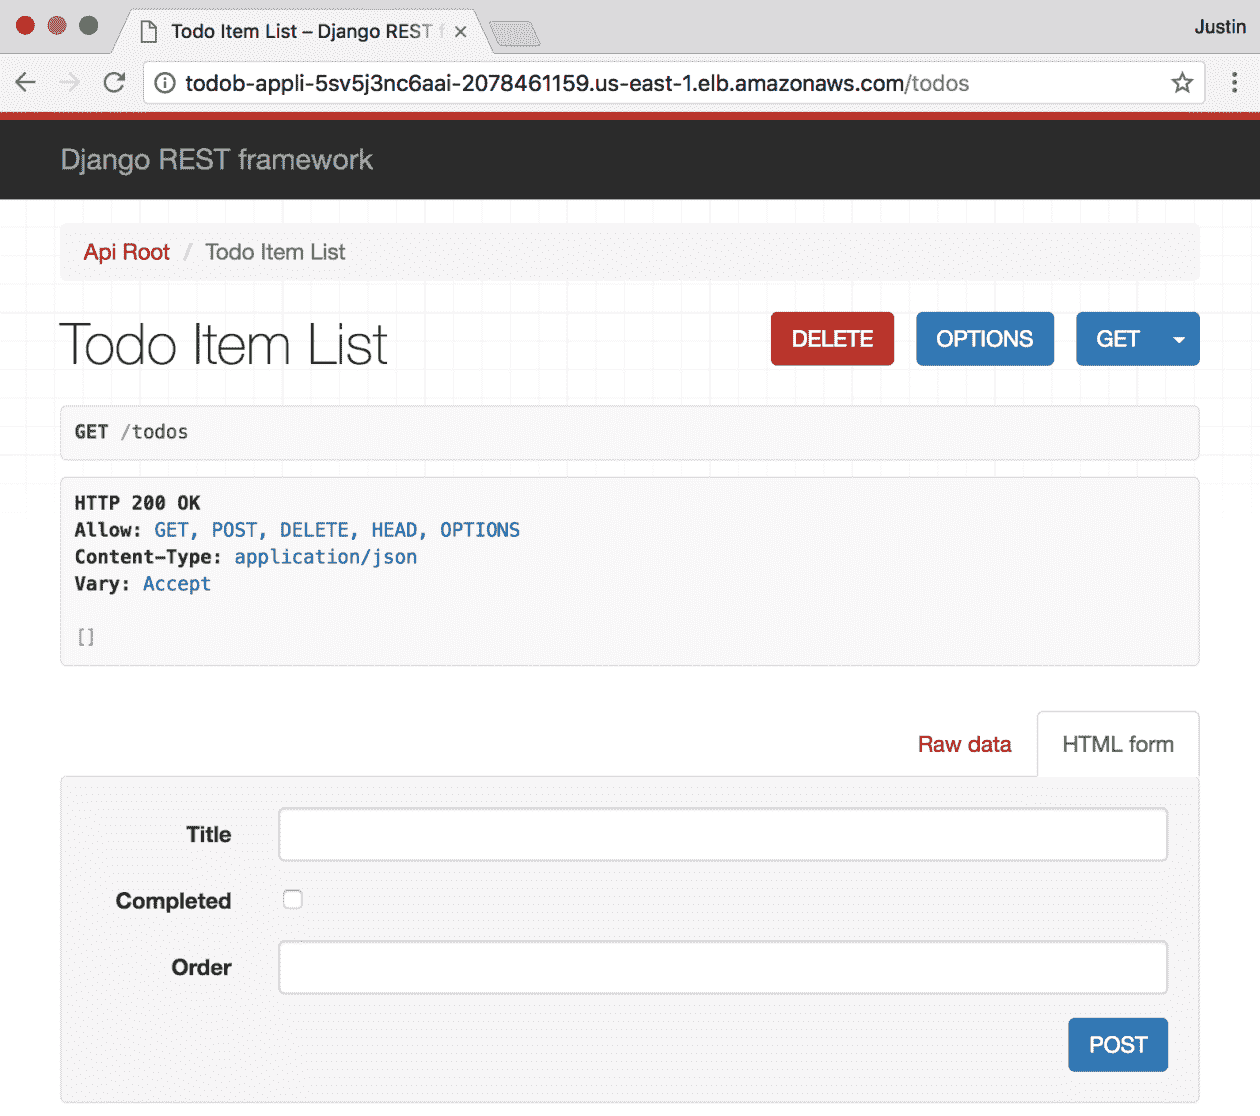 Todo Item List – Django REST f
Justin
todob-appli-5sv5j3nc6aai-2078461159.us-east-1.elb.amazonaws.com/todos
Django REST framework
Api Root / Todo Item List
Todo Item List
DELETE
OPTIONS
GET
GET /todos
HTTP 200 OK
Allow: GET, POST, DELETE, HEAD, OPTIONS
Content-Type: application/json
Vary: Accept
[]
Raw data
HTML form
Title
Completed
Order
POST